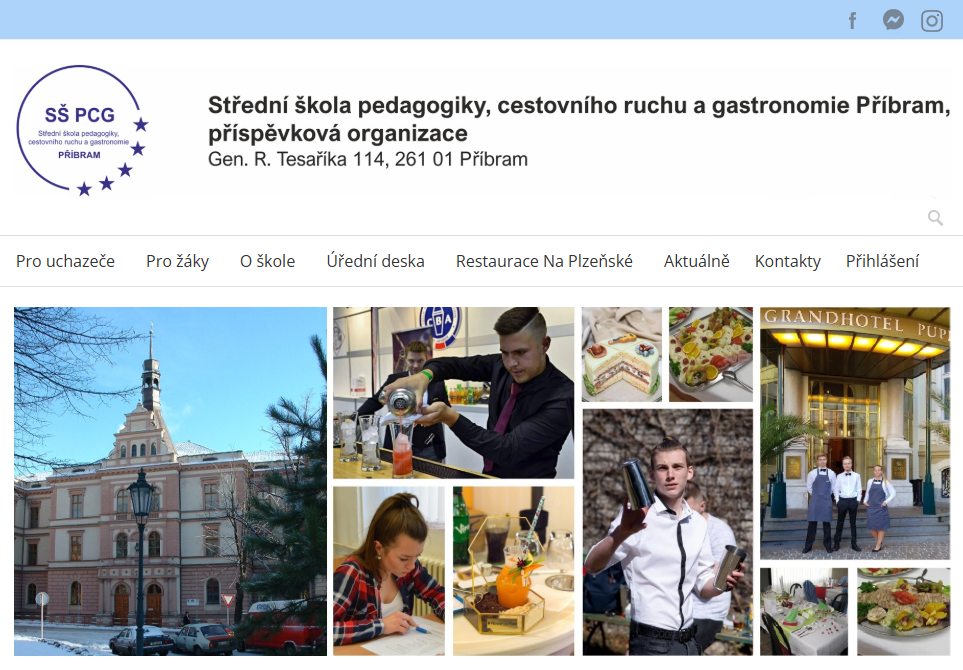 SŠ PCG
Střední škola pedagogiky,
cestovního ruchu a gastronomie
PŘÍBRAM
Střední škola pedagogiky, cestovního ruchu a gastronomie Příbram,
příspěvková organizace
Gen. R. Tesaříka 114, 261 01 Příbram
Pro uchazeče Pro žáky O škole Úřední deska Restaurace Na Plzeňské Aktuálně Kontakty Přihlášení
CBA
GRANDHOTEL PUP